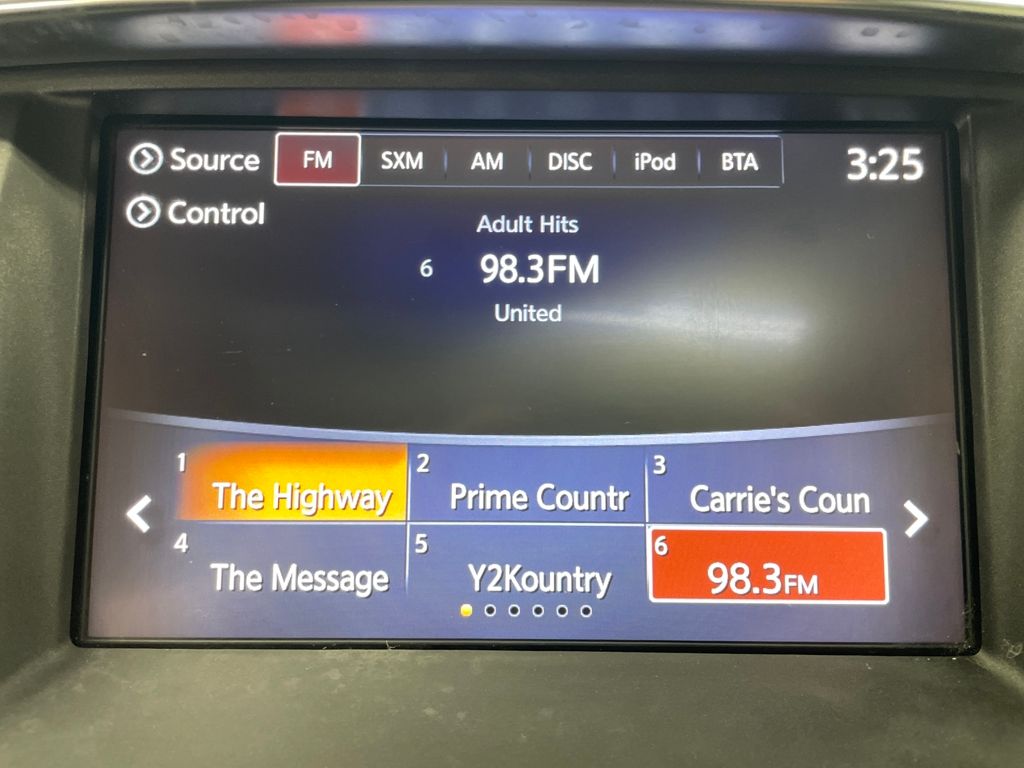 Source FM SXM AM DISC iPod BTA 3:25
Control
Adult Hits
6 98.3FM
United
1 The Highway 2 Prime Countr 3 Carrie's Coun
4 The Message 5 Y2Kountry 6 98.3FM